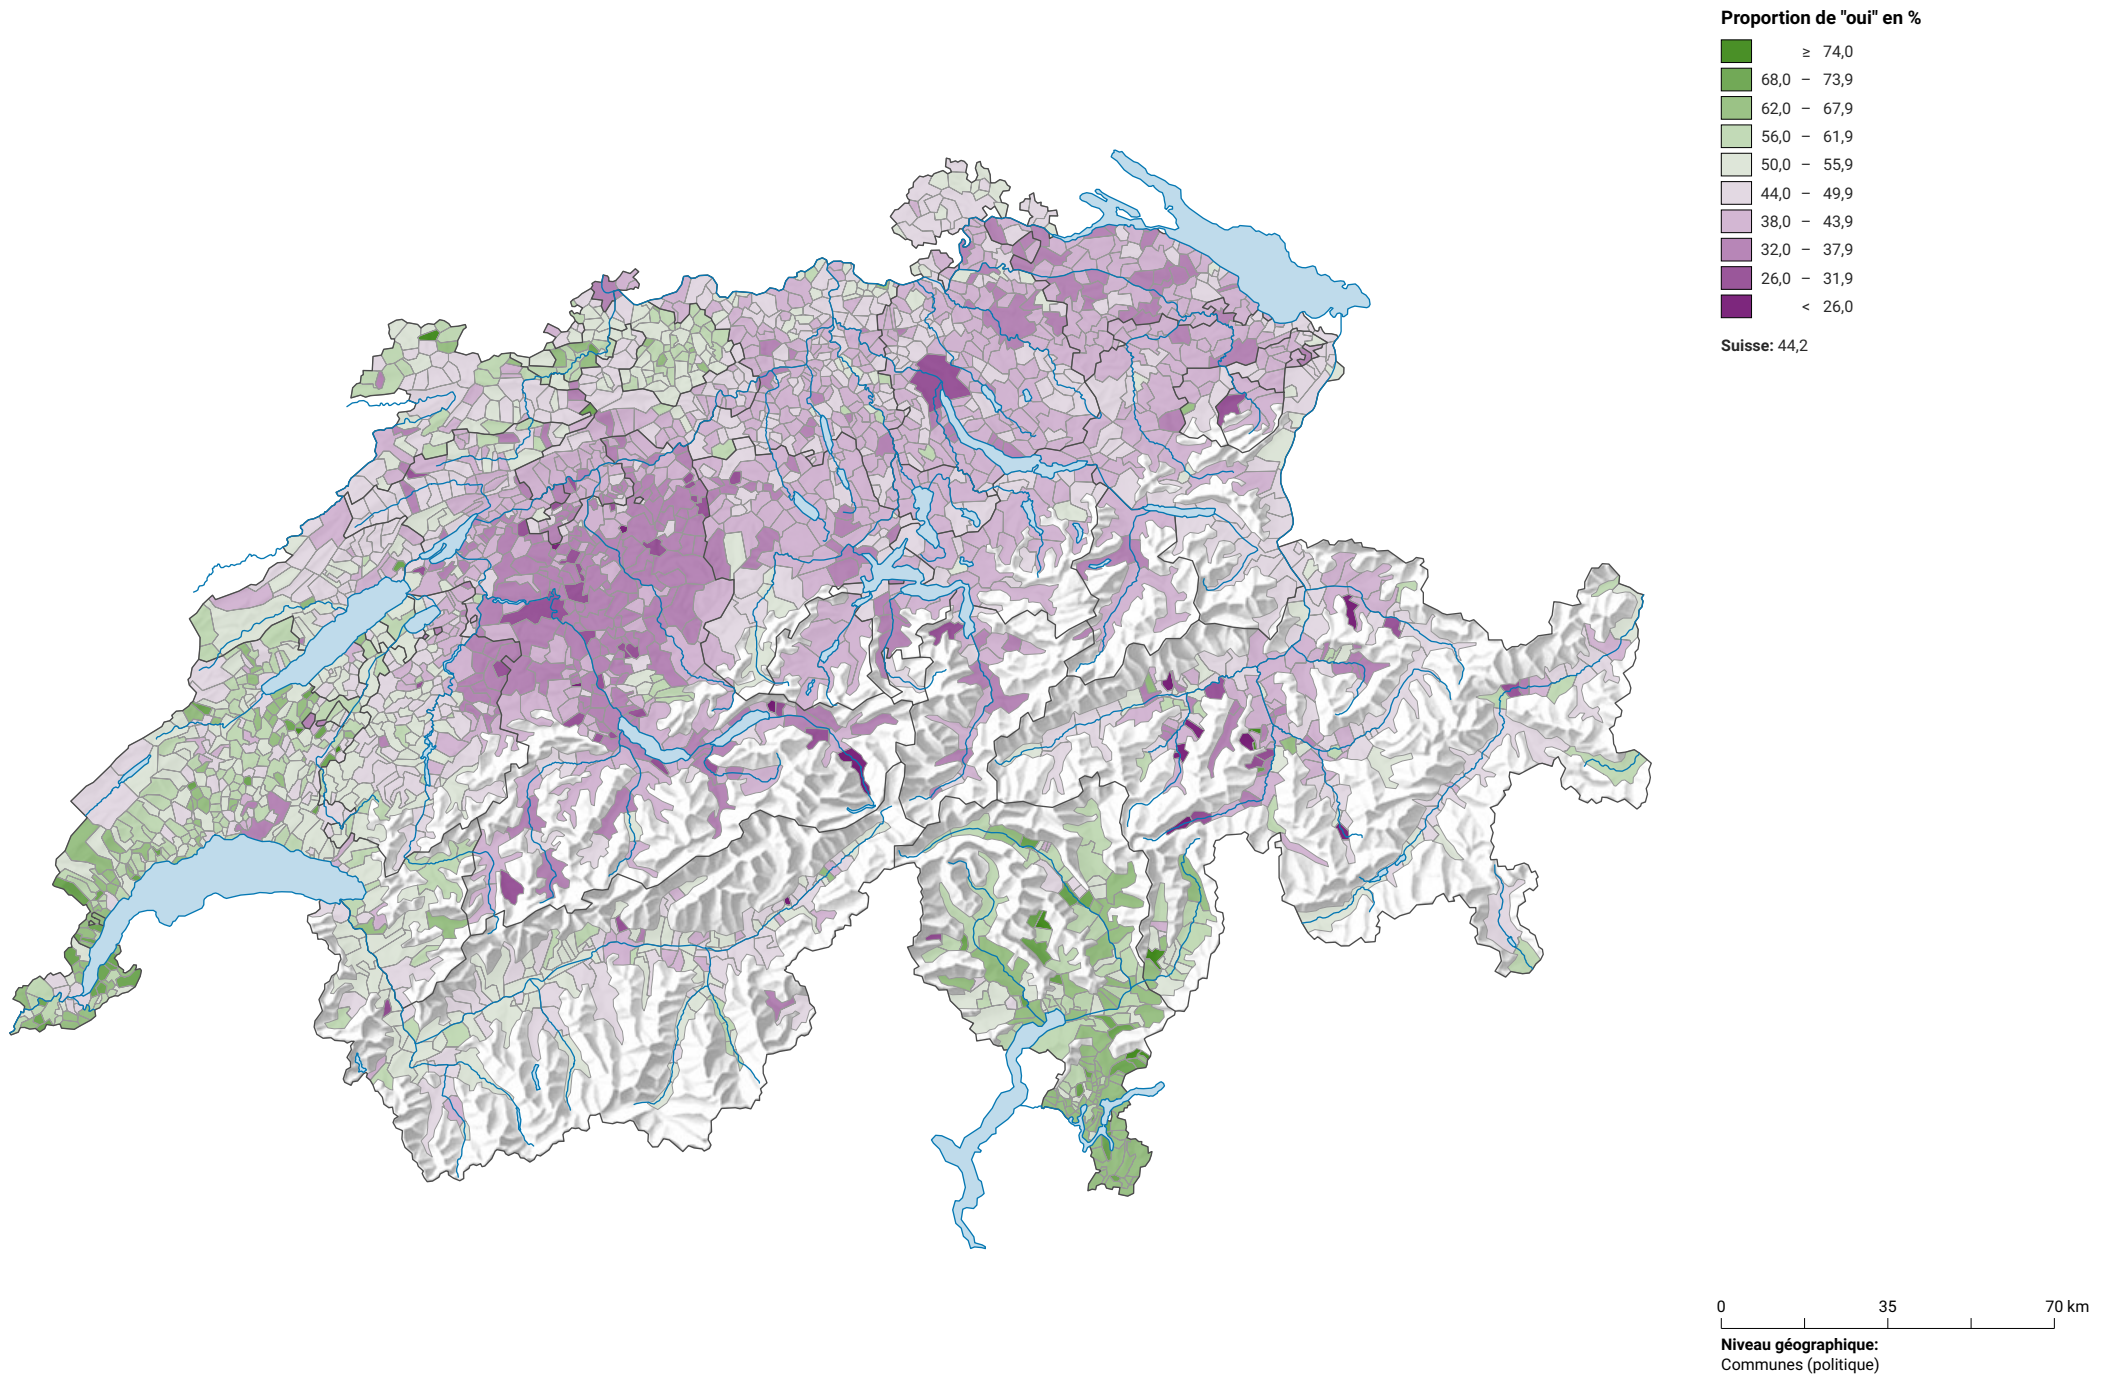 Proportion de "oui" en %
≥ 74,0
68,0 – 73,9
62,0 – 67,9
56,0 – 61,9
50,0 – 55,9
44,0 – 49,9
38,0 – 43,9
32,0 – 37,9
26,0 – 31,9
< 26,0
Suisse: 44,2
0 35 70 km
Niveau géographique:
Communes (politique)